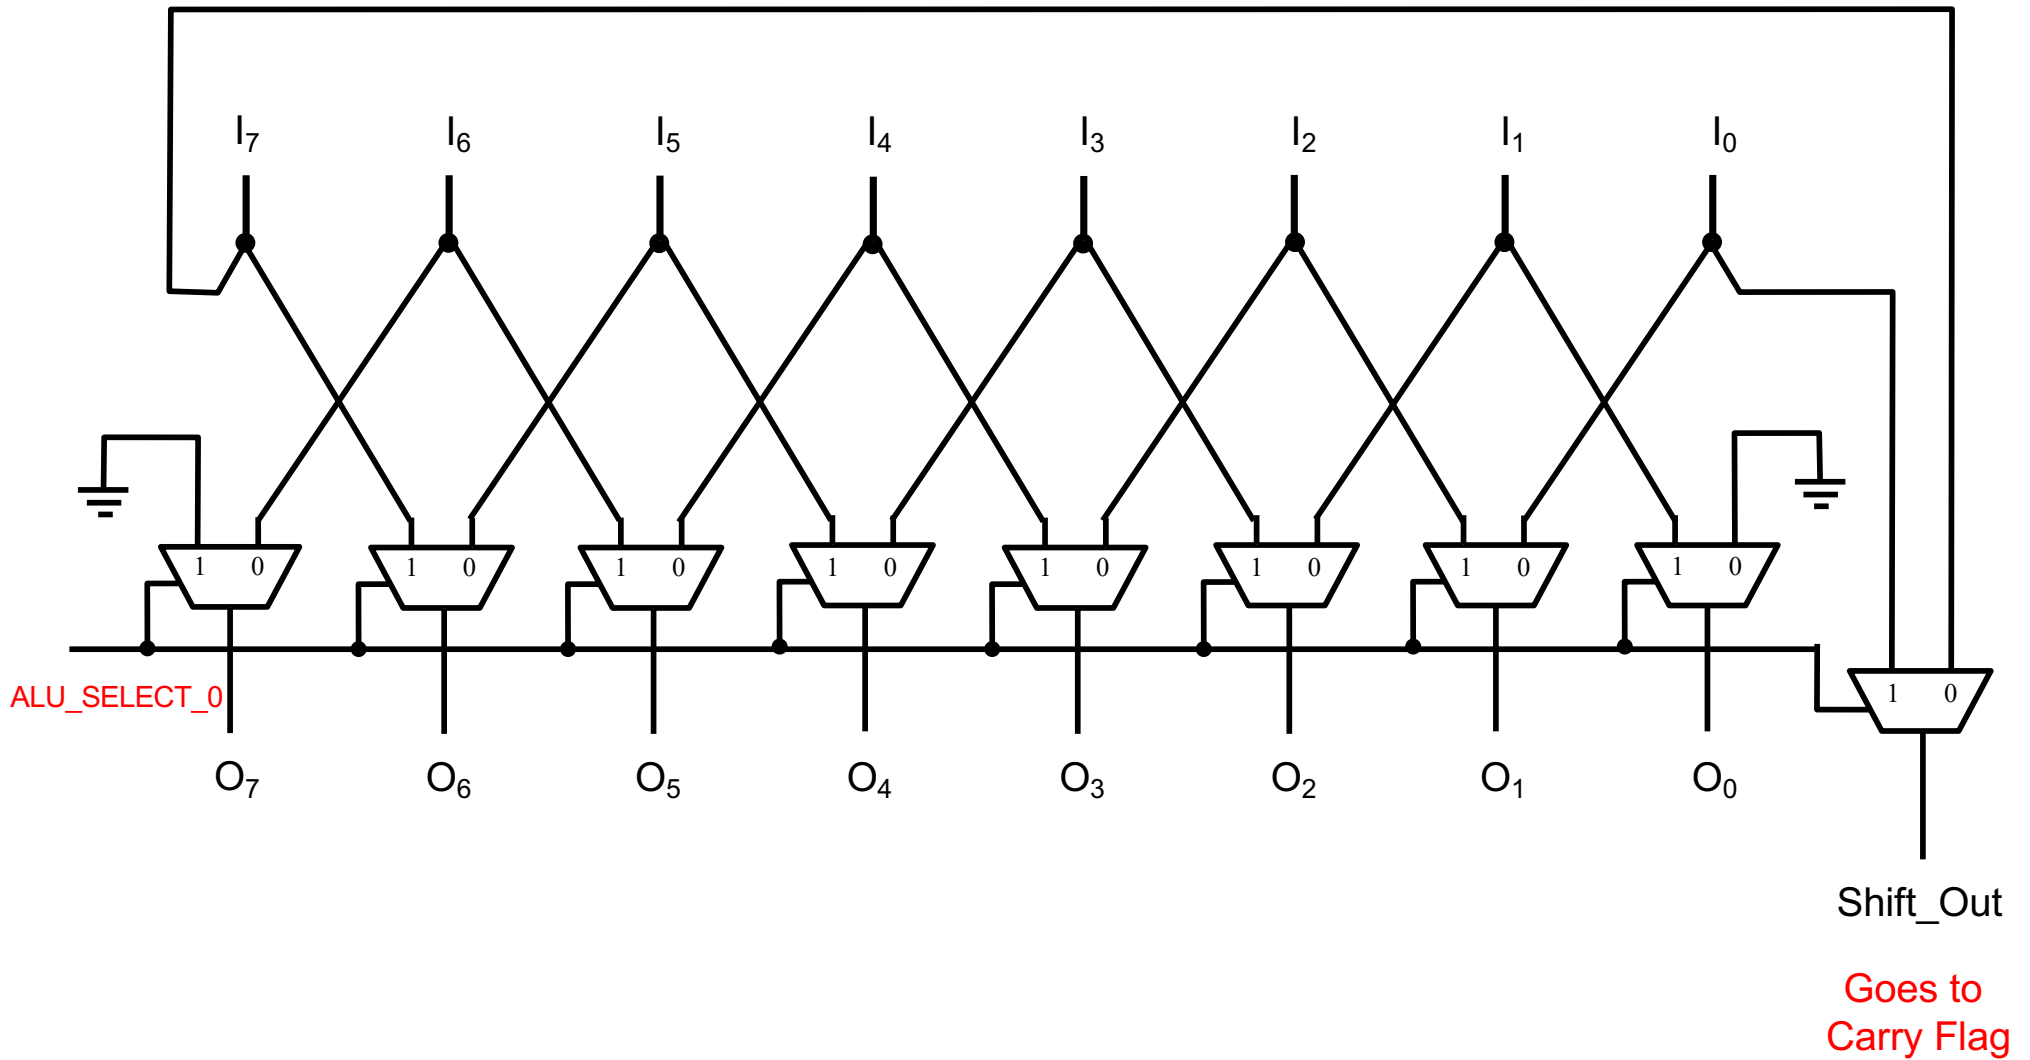 I₇ I₆ I₅ I₄ I₃ I₂ I₁ I₀
1 0 1 0 1 0 1 0 1 0 1 0 1 0 1 0
ALU_SELECT_0 1 0
O₇ O₆ O₅ O₄ O₃ O₂ O₁ O₀
Shift_Out
Goes to
Carry Flag